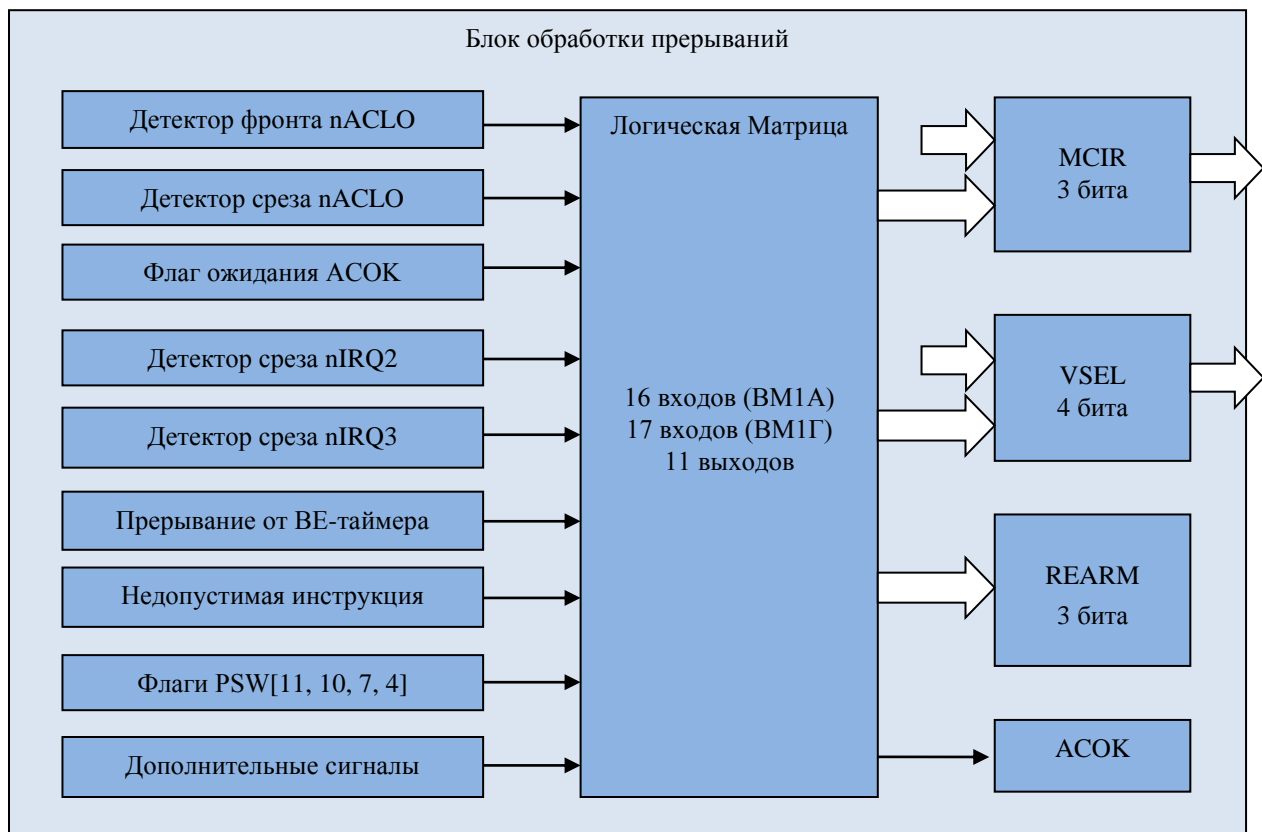 Блок обработки прерываний
Детектор фронта nACLO
Детектор среза nACLO
Флаг ожидания ACOK
Детектор среза nIRQ2
Детектор среза nIRQ3
Прерывание от ВЕ-таймера
Недопустимая инструкция
Флаги PSW[11, 10, 7, 4]
Дополнительные сигналы
Логическая Матрица
16 входов (ВМ1А)
17 входов (ВМ1Г)
11 выходов
MCIR
3 бита
VSEL
4 бита
REARM
3 бита
ACOK